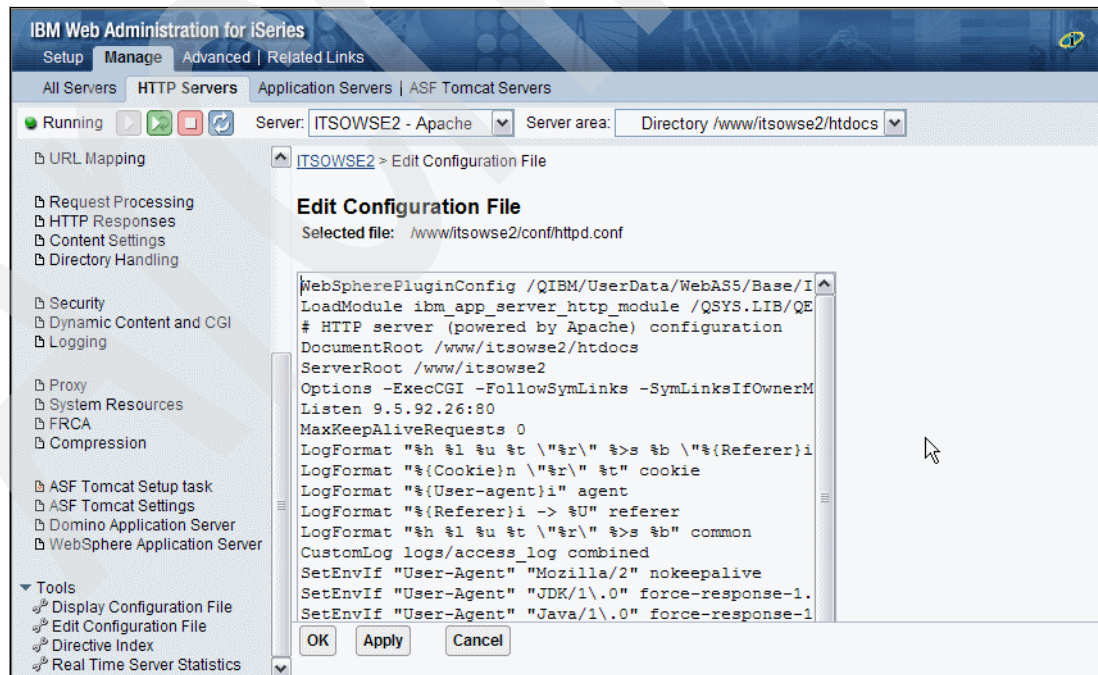 IBM Web Administration for iSeries
Setup Manage Advanced | Related Links
All Servers HTTP Servers Application Servers | ASF Tomcat Servers
Running Server: ITSOWSE2 - Apache Server area: Directory /www/itsowse2/htdocs
URL Mapping
Request Processing
HTTP Responses
Content Settings
Directory Handling
Security
Dynamic Content and CGI
Logging
Proxy
System Resources
FRCA
Compression
ASF Tomcat Setup task
ASF Tomcat Settings
Domino Application Server
WebSphere Application Server
Tools
Display Configuration File
Edit Configuration File
Directive Index
Real Time Server Statistics
ITSOWSE2 > Edit Configuration File
Edit Configuration File
Selected file: /www/itsowse2/conf/httpd.conf
WebSpherePluginConfig /QIBM/UserData/WebAS5/Base/I
LoadModule ibm_app_server_http_module /QSYS.LIB/QE
# HTTP server (powered by Apache) configuration
DocumentRoot /www/itsowse2/htdocs
ServerRoot /www/itsowse2
Options -ExecCGI -FollowSymLinks -SymLinksIfOwnerM
Listen 9.5.92.26:80
MaxKeepAliveRequests 0
LogFormat "%h %l %u %t \"%r\" %>s %b \"%{Referer}i
LogFormat "%{Cookie}n \"%r\" %t" cookie
LogFormat "%{User-agent}i" agent
LogFormat "%{Referer}i -> %U" referer
LogFormat "%h %l %u %t \"%r\" %>s %b" common
CustomLog logs/access_log combined
SetEnvIf "User-Agent" "Mozilla/2" nokeepalive
SetEnvIf "User-Agent" "JDK/1\.0" force-response-1.
SetEnvIf "User-Agent" "Java/1\.0" force-response-1
OK Apply Cancel